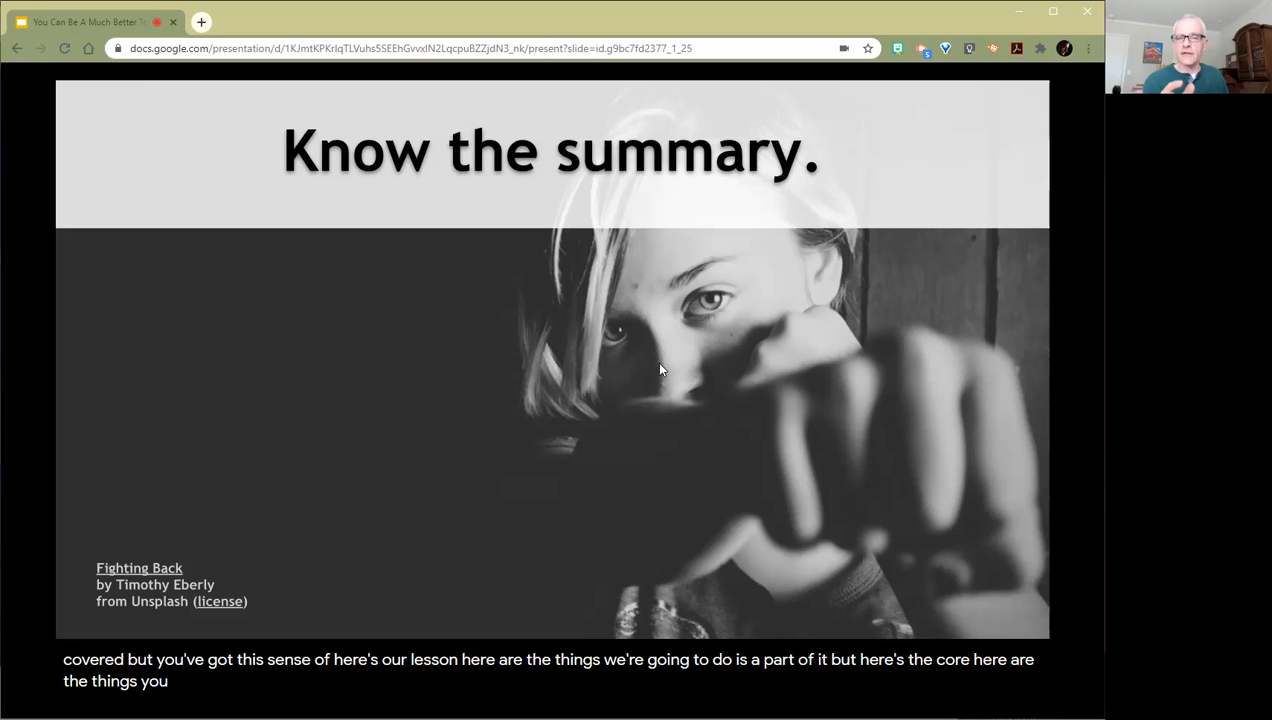 You Can Be A Much Better Te
docs.google.com/presentation/d/1KJmtKPKrIqTLVuhs5SEEhGvvxIN2LqcpuBZZjdN3_nk/present?slide=id.g9bc7fd2377_1_25
5
Know the summary.
Fighting Back
by Timothy Eberly
from Unsplash (license)
covered but you've got this sense of here's our lesson here are the things we're going to do is a part of it but here's the core here are
the things you